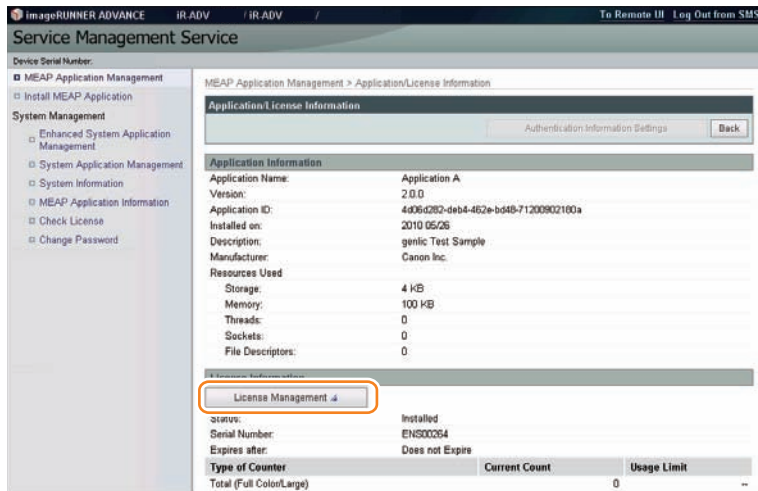 imageRUNNER ADVANCE iR-ADV / iR-ADV / To Remote UI Log Out from SMS
Service Management Service
Device Serial Number:
MEAP Application Management
Install MEAP Application
System Management
Enhanced System Application
Management
System Application Management
System Information
MEAP Application Information
Check License
Change Password
MEAP Application Management > Application/License Information
Application/License Information
Authentication Information Settings Back
Application Information
Application Name: Application A
Version: 2.0.0
Application ID: 4d06d282-deb4-462e-bd48-71200902180a
Installed on: 2010 05/26
Description: genlic Test Sample
Manufacturer: Canon Inc.
Resources Used
Storage: 4 KB
Memory: 100 KB
Threads: 0
Sockets: 0
File Descriptors: 0
License Information
License Management
Status: Installed
Serial Number: ENS00264
Expires after: Does not Expire
Type of Counter Current Count Usage Limit
Total (Full Color/Large) 0 --